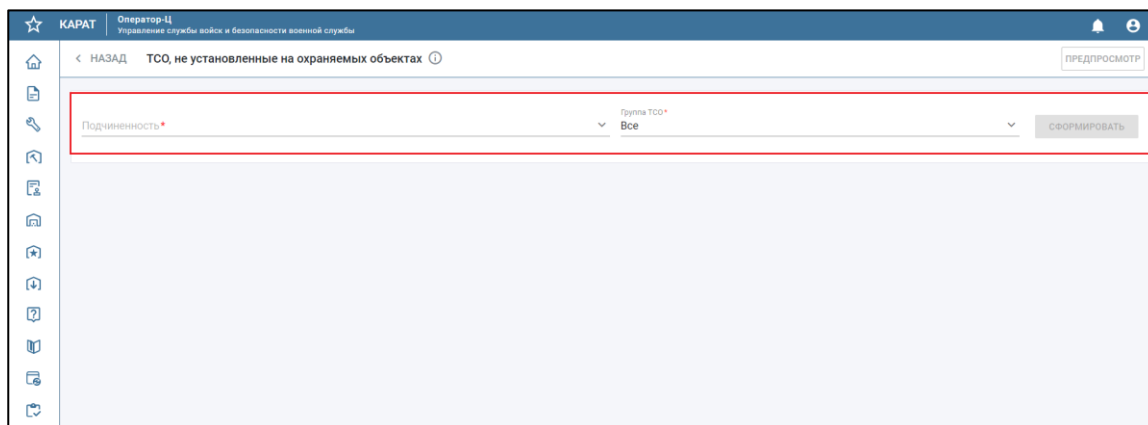 КАРАТ
Оператор-Ц
Управление службы войск и безопасности военной службы
НАЗАД
ТСО, не установленные на охраняемых объектах
ПРЕДПРОСМОТР
Подчиненность*
Группа ТСО*
Все
СФОРМИРОВАТЬ